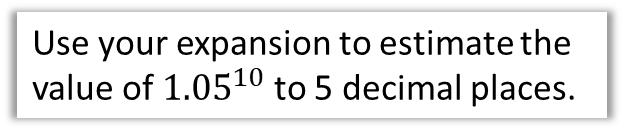 Use your expansion to estimate the
value of 1.05¹⁰ to 5 decimal places.